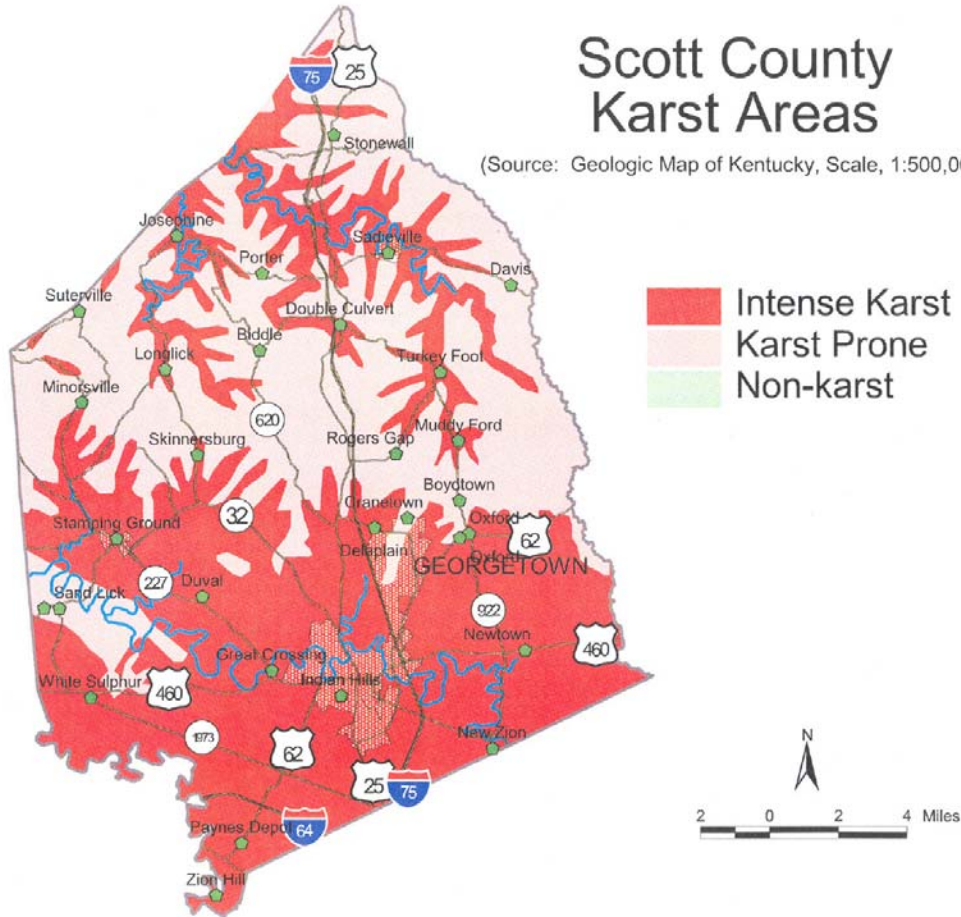 Scott County
Karst Areas
(Source: Geologic Map of Kentucky, Scale, 1:500,0
75
25
Stonewall
Josephine
Sadieville
Porter
Davis
Suterville
Double Culvert
Intense Karst
Biddle
Karst Prone
Longlick
Turkey Foot
Non-karst
Minorsville
620
Muddy Ford
Skinnersburg
Rogers Gap
Boydtown
Cranetown
32
Oxford
Stamping Ground
62
Delaplain
Oxford
GEORGETOWN
227
Duval
Sand Lick
922
Newtown
460
Great Crossing
White Sulphur
460
Indian Hills
1973
62
New Zion
N
25
75
2 0 2 4 Miles
64
Paynes Depot
Zion Hill